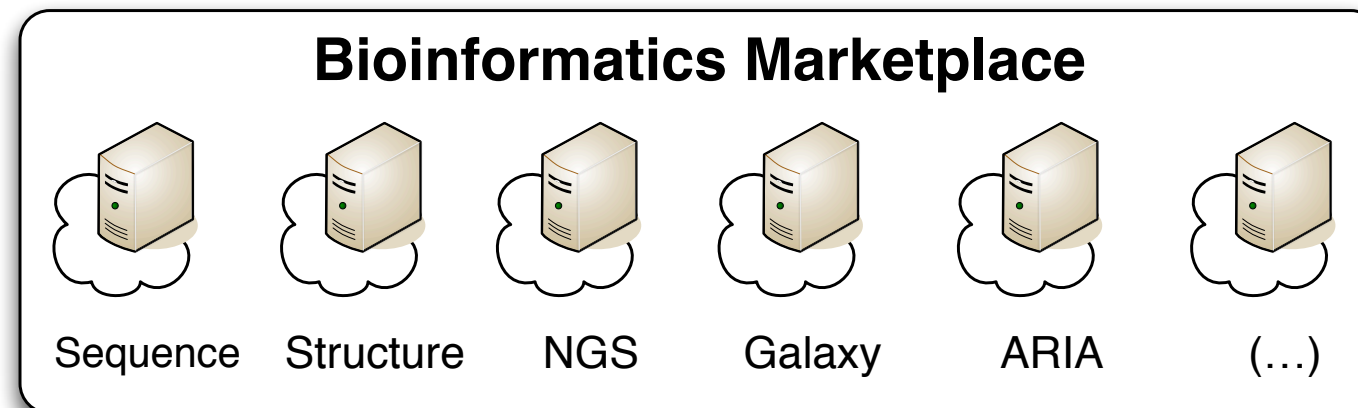 Bioinformatics Marketplace
Sequence Structure NGS Galaxy ARIA (…)